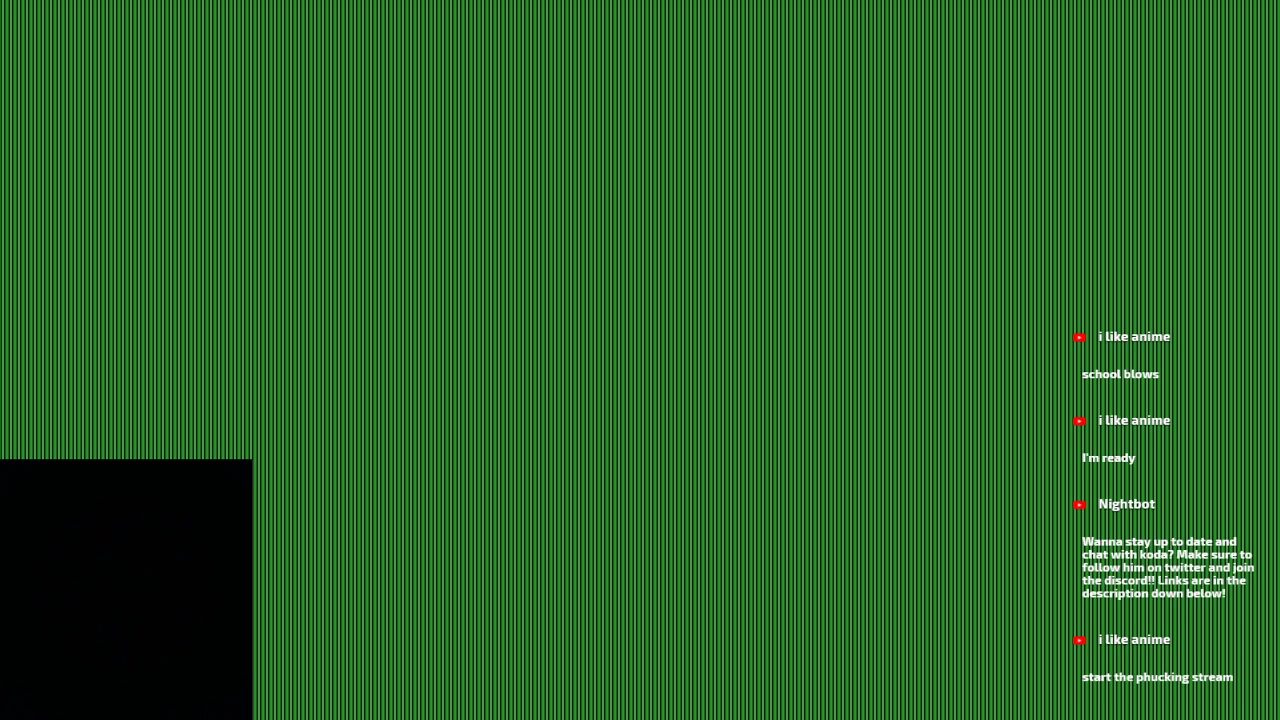 i like anime
school blows
i like anime
I'm ready
Nightbot
Wanna stay up to date and
chat with koda? Make sure to
follow him on twitter and join
the discord!! Links are in the
description down below!
i like anime
start the phucking stream